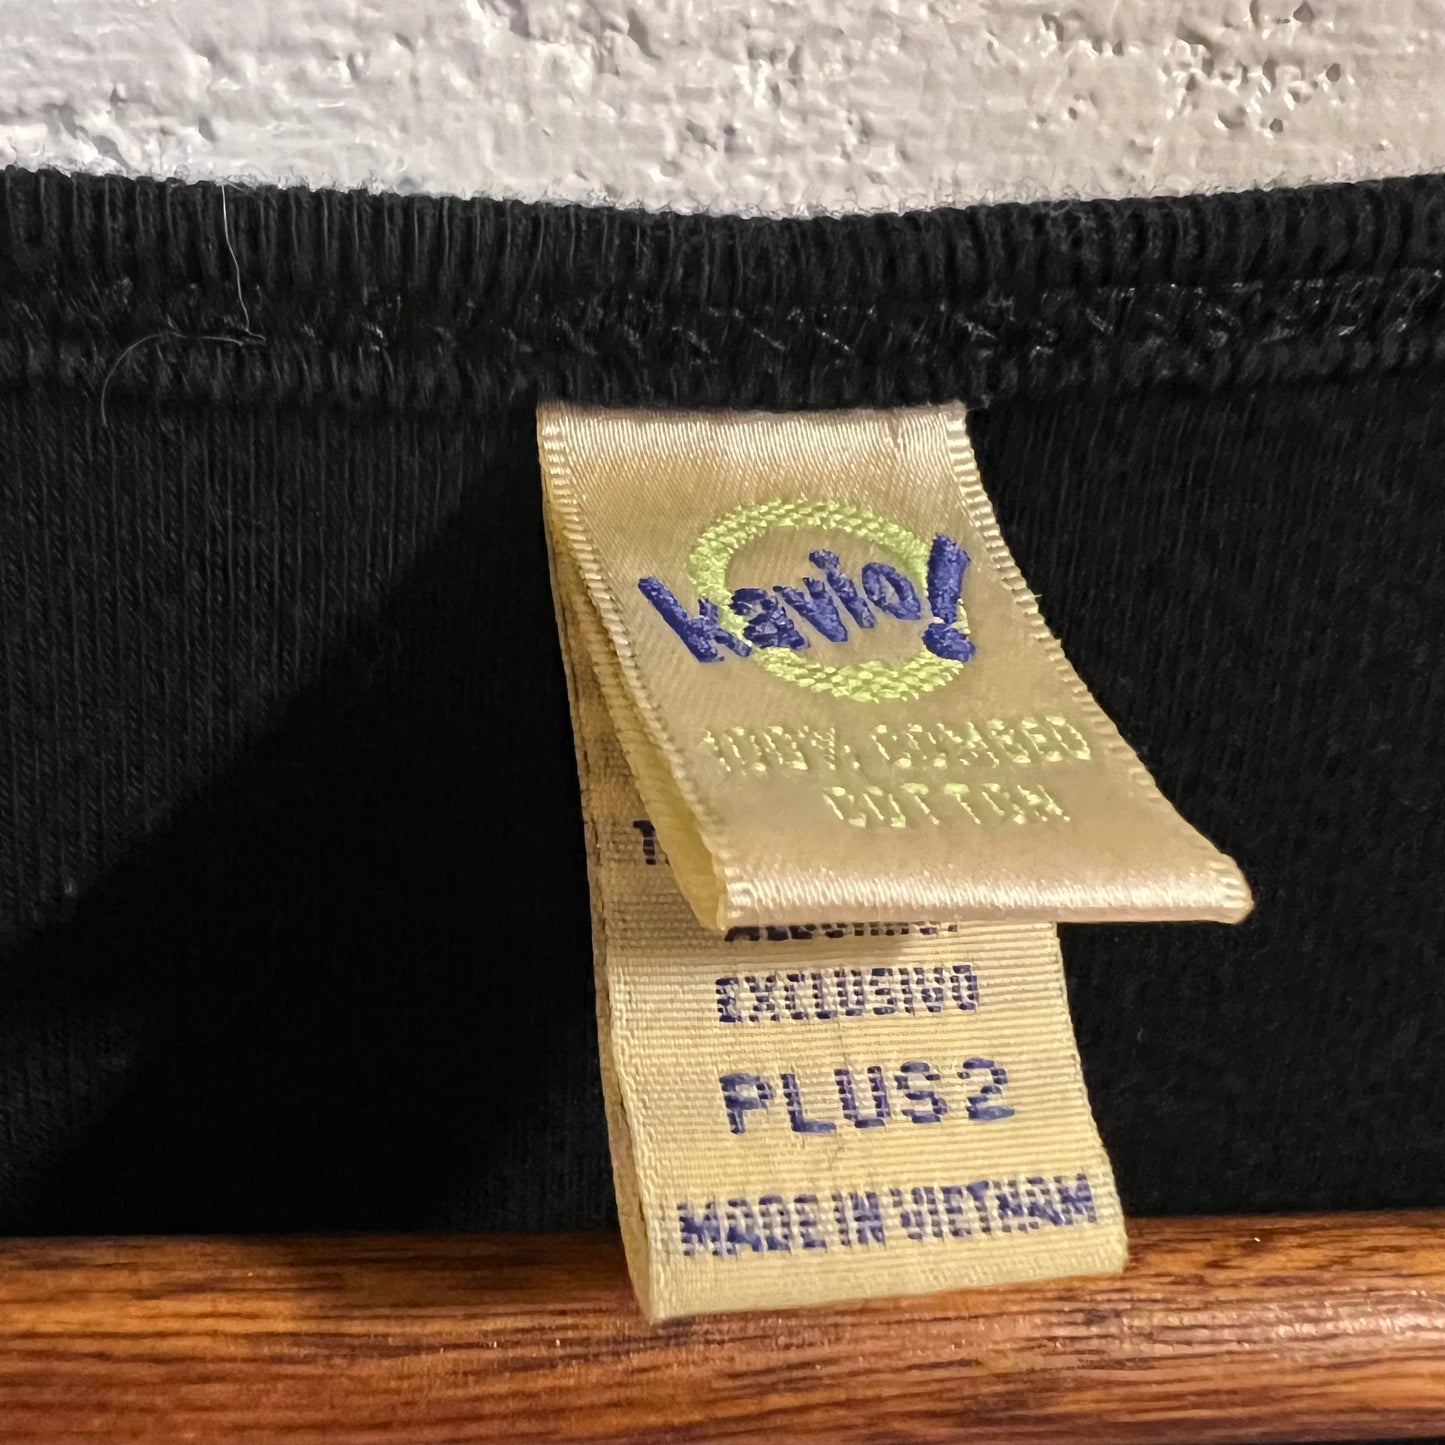 kavio!
100% COMBED
COTTON
EXCLUSIVO
PLUS2
MADE IN VIETNAM